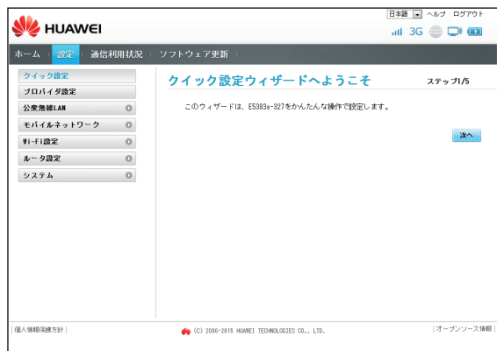 日本語 ヘルプ ログアウト
HUAWEI
3G
ホーム 設定 通信利用状況 ソフトウェア更新
クイック設定
プロバイダ設定
公衆無線LAN
モバイルネットワーク
Wi-Fi設定
ルータ設定
システム
クイック設定ウィザードへようこそ
ステップ1/5
このウィザードは、E5383s-327をかんたんな操作で設定します。
次へ
個人情報保護方針
(C) 2006-2015 HUAWEI TECHNOLOGIES CO., LTD.
オープンソース情報